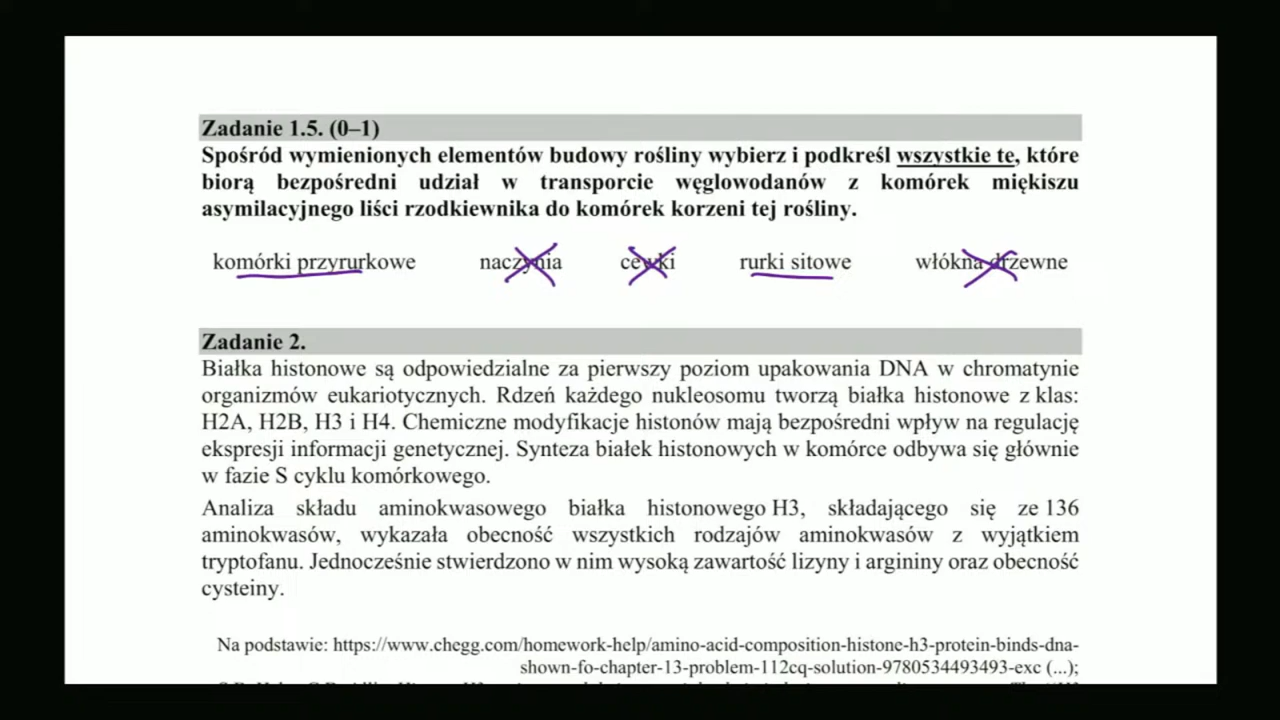 Zadanie 1.5. (0–1)
Spośród wymienionych elementów budowy rośliny wybierz i podkreśl wszystkie te, które
biorą bezpośredni udział w transporcie węglowodanów z komórek miękiszu
asymilacyjnego liści rzodkiewnika do komórek korzeni tej rośliny.
komórki przyrurkowe naczynia cewki rurki sitowe włókna drzewne
Zadanie 2.
Białka histonowe są odpowiedzialne za pierwszy poziom upakowania DNA w chromatynie
organizmów eukariotycznych. Rdzeń każdego nukleosomu tworzą białka histonowe z klas:
H2A, H2B, H3 i H4. Chemiczne modyfikacje histonów mają bezpośredni wpływ na regulację
ekspresji informacji genetycznej. Synteza białek histonowych w komórce odbywa się głównie
w fazie S cyklu komórkowego.
Analiza składu aminokwasowego białka histonowego H3, składającego się ze 136
aminokwasów, wykazała obecność wszystkich rodzajów aminokwasów z wyjątkiem
tryptofanu. Jednocześnie stwierdzono w nim wysoką zawartość lizyny i argininy oraz obecność
cysteiny.
Na podstawie: https://www.chegg.com/homework-help/amino-acid-composition-histone-h3-protein-binds-dna-
shown-fo-chapter-13-problem-112cq-solution-9780534493493-exc (...);